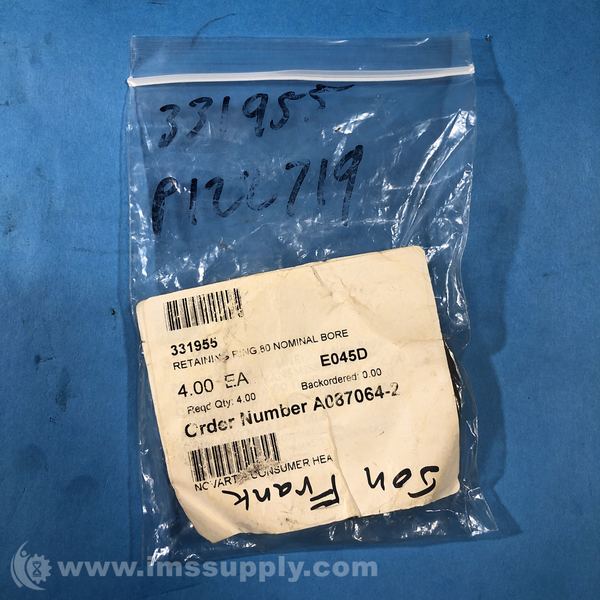 331955
P122719
331955
RETAINING RING,80 NOMINAL BORE
4.00 EA
E045D
Reqd Qty: 4.00
Backordered: 0.00
Order Number A087064-2
NOVARTIS CONSUMER HEA
Son Frank
www.imssupply.com